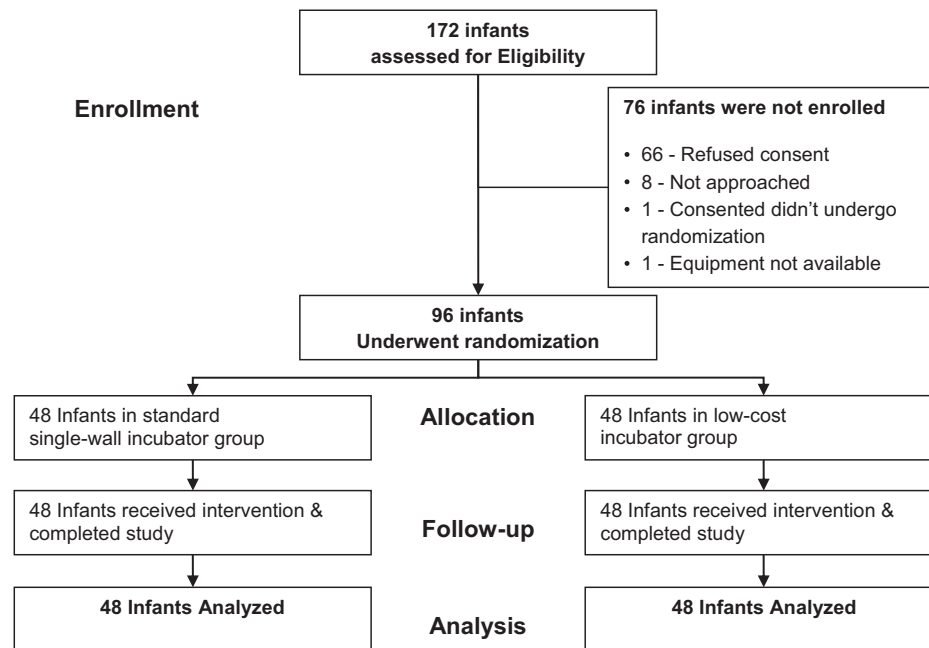 172 infants
assessed for Eligibility
Enrollment
76 infants were not enrolled
• 66 - Refused consent
• 8 - Not approached
• 1 - Consented didn’t undergo
randomization
• 1 - Equipment not available
96 infants
Underwent randomization
48 Infants in standard
single-wall incubator group
Allocation
48 Infants in low-cost
incubator group
48 Infants received intervention &
completed study
Follow-up
48 Infants received intervention &
completed study
48 Infants Analyzed
Analysis
48 Infants Analyzed